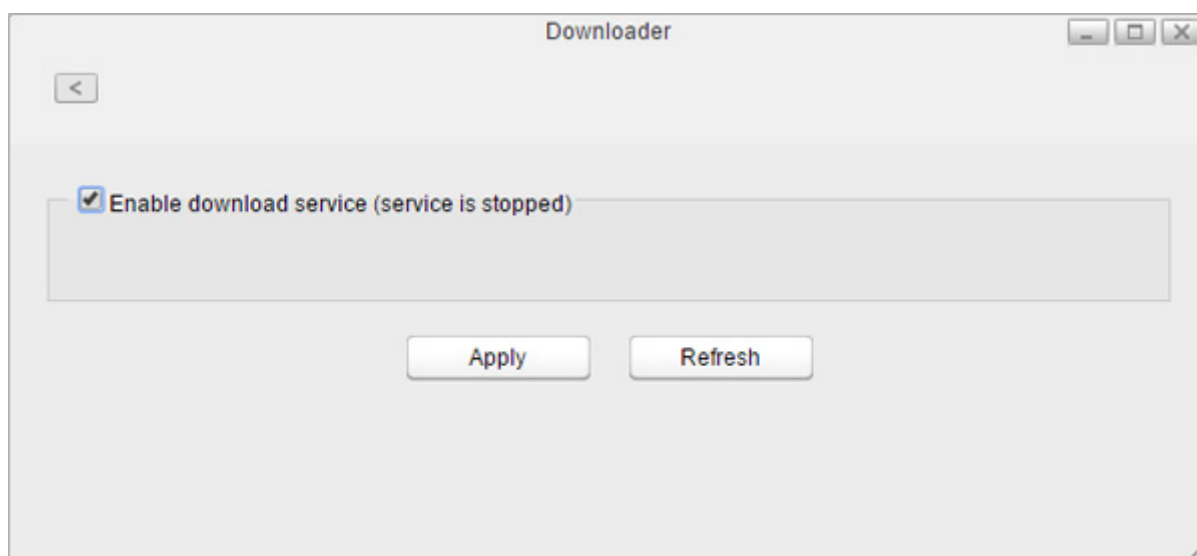 Downloader
<
Enable download service (service is stopped)
Apply
Refresh